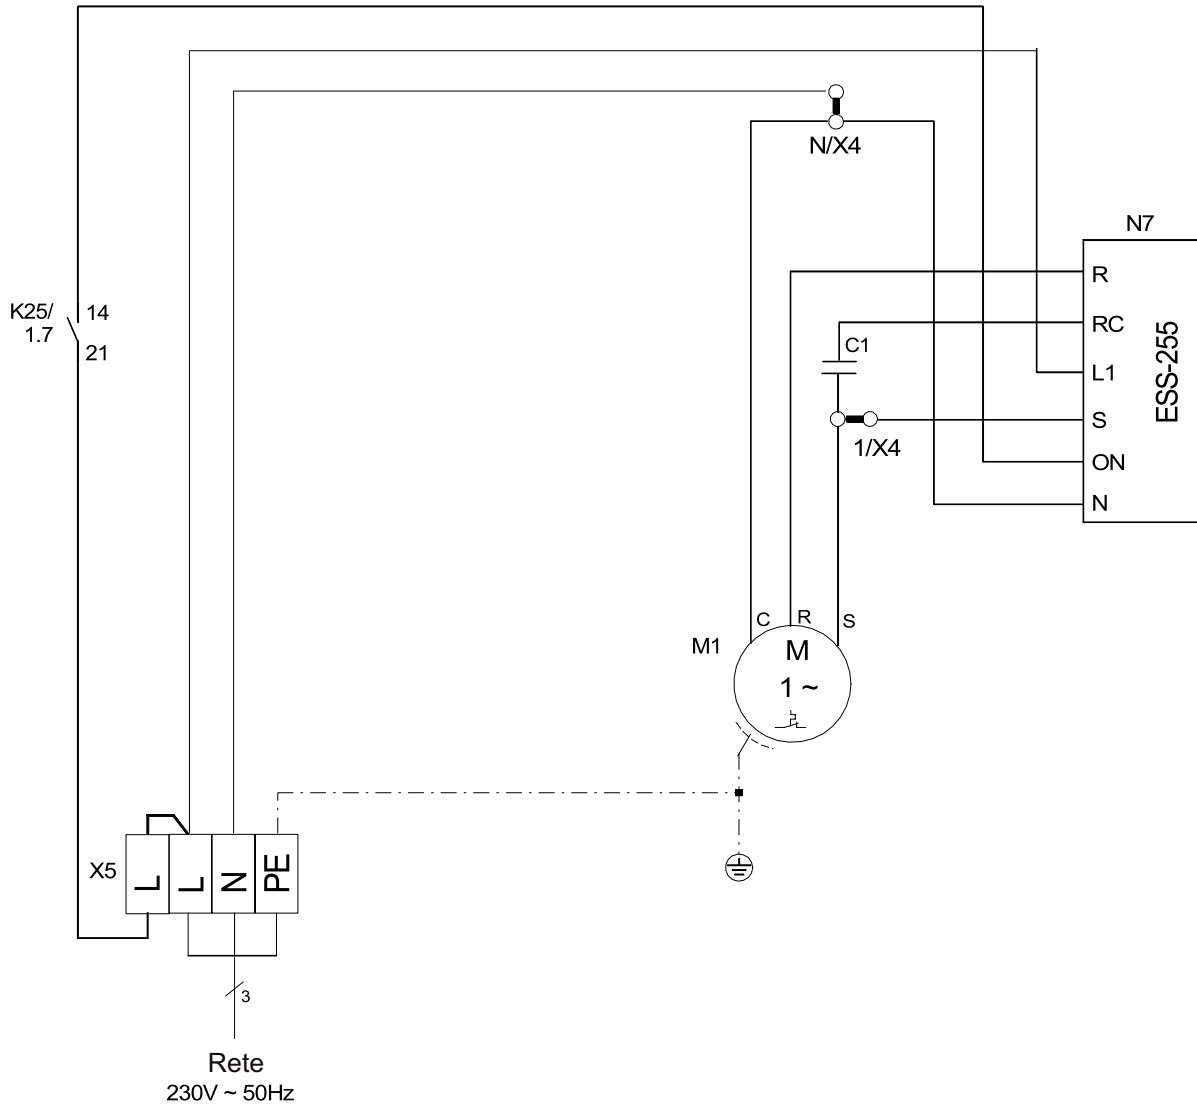 N/X4
N7
R
K25/
1.7
14
21
RC
C1
L1
ESS-255
S
1/X4
ON
N
C
R
S
M1
M
1 ~
X5
L
L
N
PE
3
Rete
230V ~ 50Hz